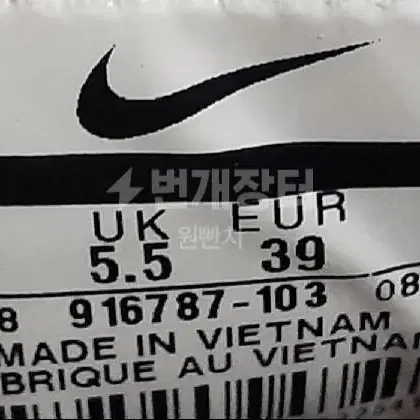 번개장터
원빤치
UK EUR
5.5 39
8 916787-103 08
MADE IN VIETNAM
BRIQUE AU VIETNAM